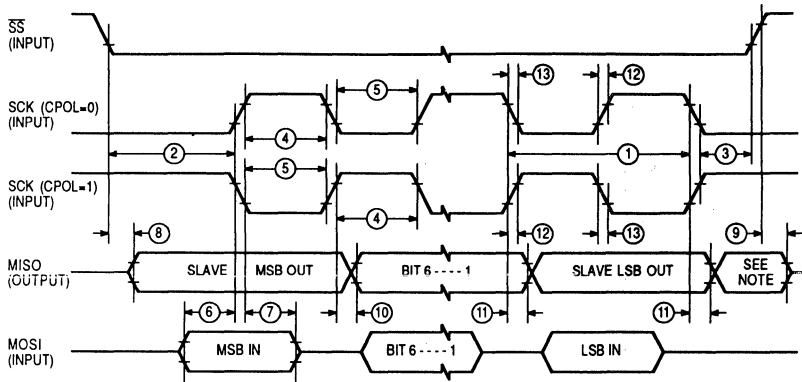 SS
(INPUT)
13
12
5
SCK (CPOL=0)
(INPUT)
4
2
1
3
5
SCK (CPOL=1)
(INPUT)
4
12
13
8
9
MISO
(OUTPUT)
SLAVE MSB OUT
BIT 6 - - - - 1
SLAVE LSB OUT
SEE
NOTE
6
7
10
11
11
MOSI
(INPUT)
MSB IN
BIT 6 - - - - 1
LSB IN